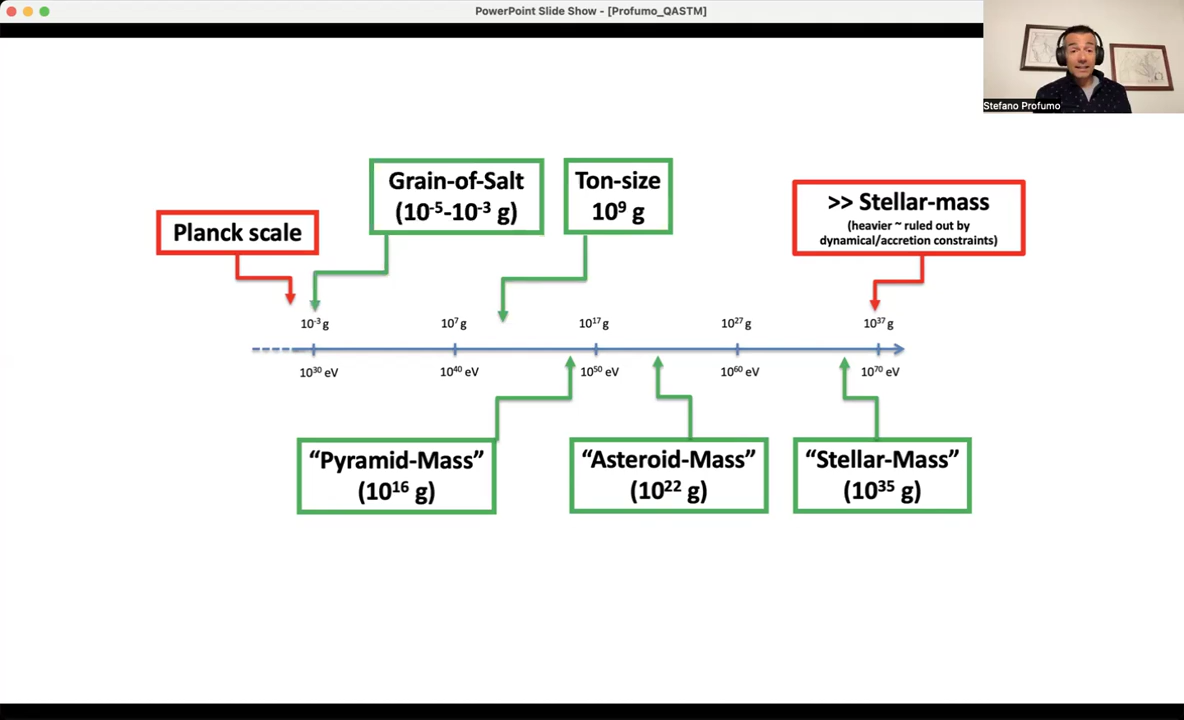 PowerPoint Slide Show - [Profumo_QASTM]
Stefano Profumo
Grain-of-Salt
(10⁻⁵-10⁻³ g)
Ton-size
10⁹ g
>> Stellar-mass
(heavier ~ ruled out by
dynamical/accretion constraints)
Planck scale
10⁻³ g
10⁷ g
10¹⁷ g
10²⁷ g
10³⁷ g
10³⁰ eV
10⁴⁰ eV
10⁵⁰ eV
10⁶⁰ eV
10⁷⁰ eV
“Pyramid-Mass”
(10¹⁶ g)
“Asteroid-Mass”
(10²² g)
“Stellar-Mass”
(10³⁵ g)